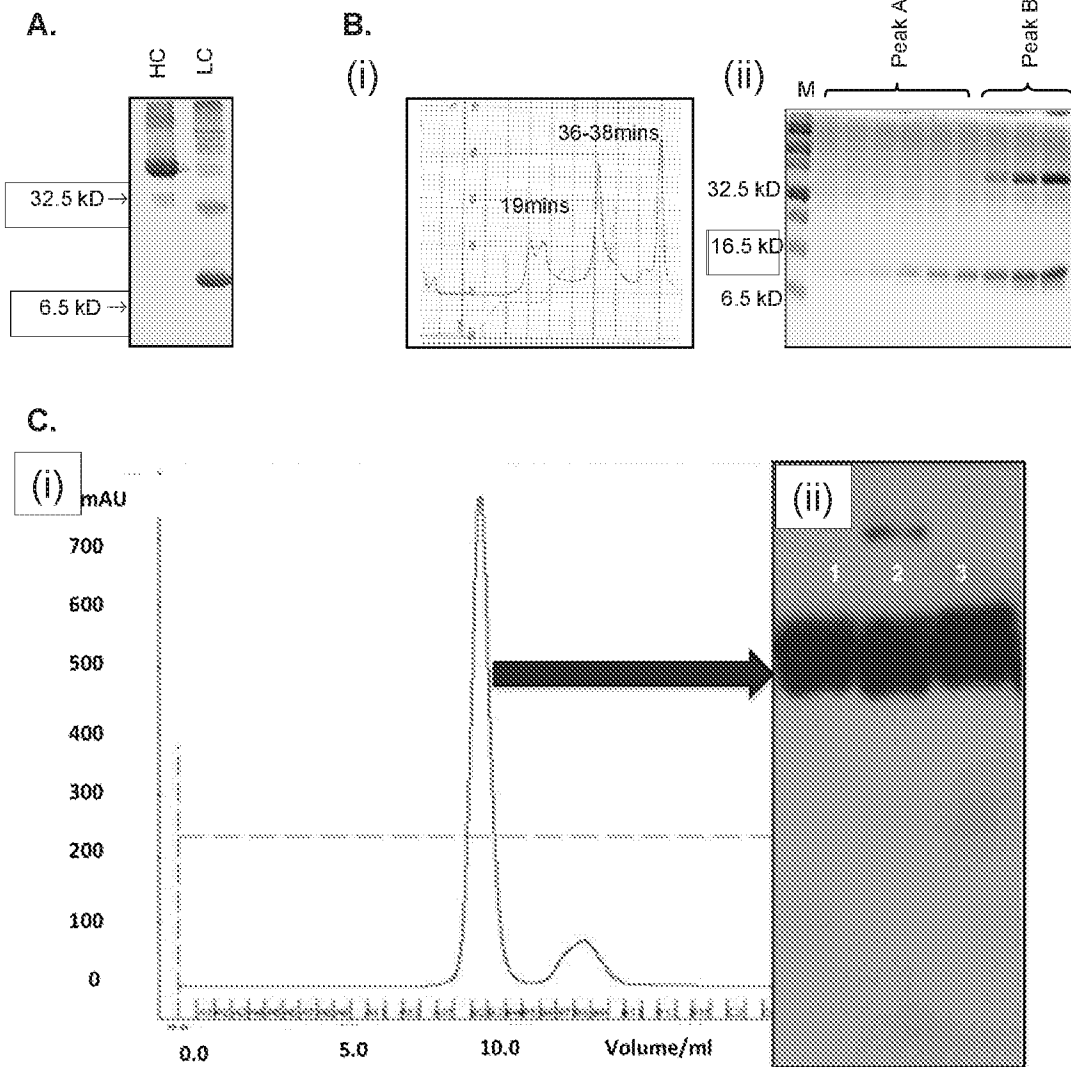 A.
HC
LC
32.5 kD →
6.5 kD →
B.
(i)
19mins
36-38mins
(ii)
M
Peak A
Peak B
32.5 kD
16.5 kD
6.5 kD
C.
(i)
mAU
700
600
500
400
300
200
100
0
0.0 5.0 10.0 Volume/ml
(ii)
1 2 3